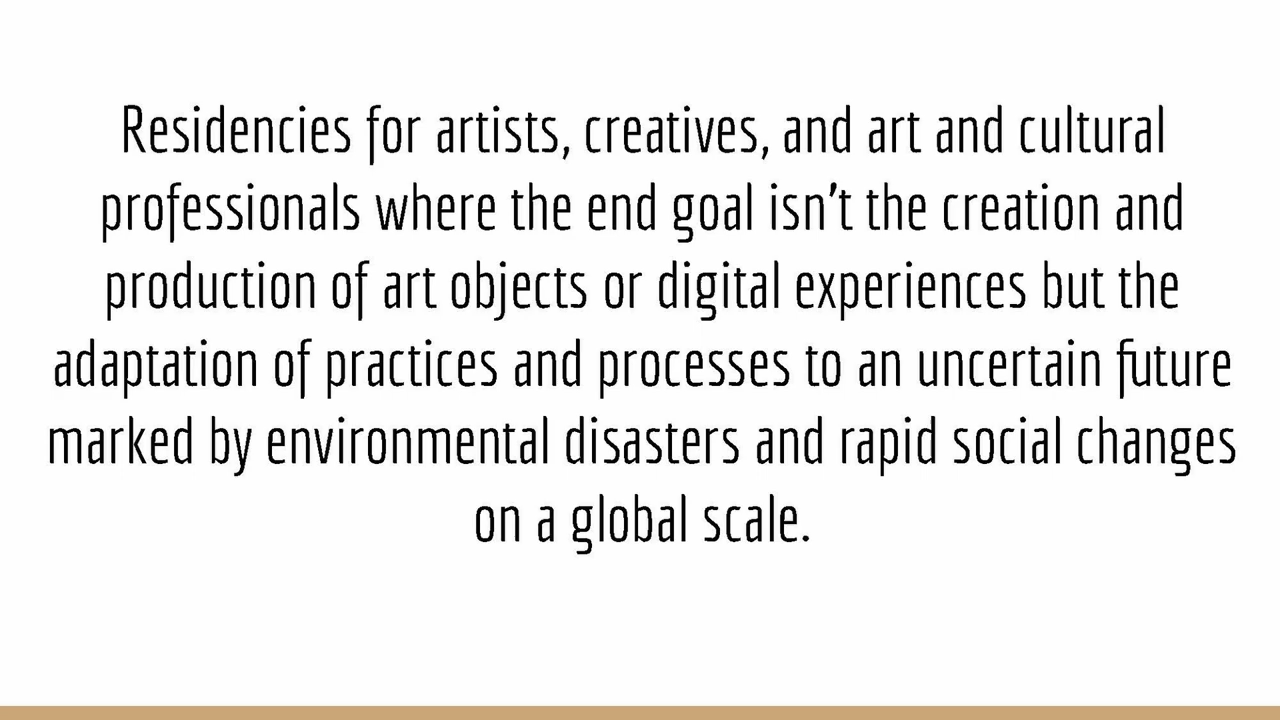 Residencies for artists, creatives, and art and cultural
professionals where the end goal isn’t the creation and
production of art objects or digital experiences but the
adaptation of practices and processes to an uncertain future
marked by environmental disasters and rapid social changes
on a global scale.